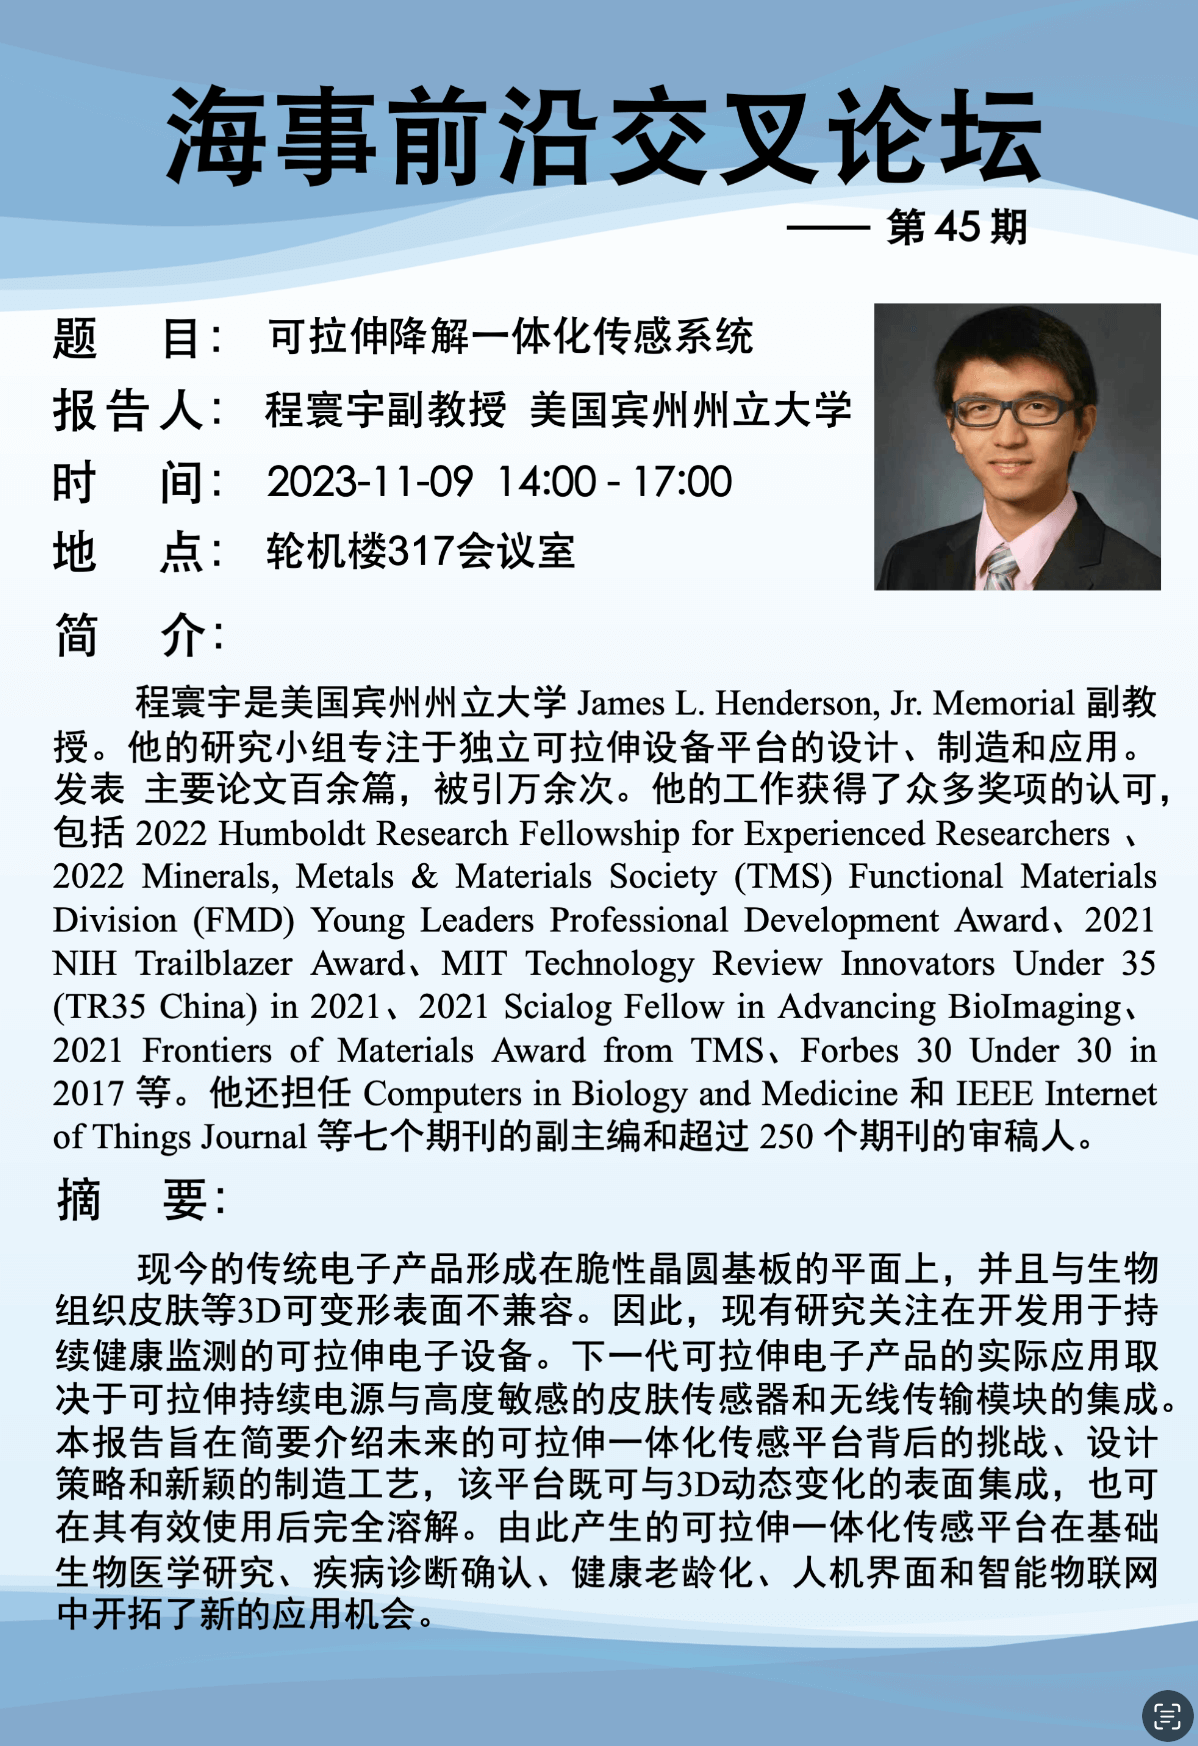 海事前沿交叉论坛
—— 第 45 期
题 目： 可拉伸降解一体化传感系统
报告人： 程寰宇副教授 美国宾州州立大学
时 间： 2023-11-09 14:00 - 17:00
地 点： 轮机楼317会议室
简 介：
程寰宇是美国宾州州立大学 James L. Henderson, Jr. Memorial 副教
授。他的研究小组专注于独立可拉伸设备平台的设计、制造和应用。
发表 主要论文百余篇，被引万余次。他的工作获得了众多奖项的认可，
包括 2022 Humboldt Research Fellowship for Experienced Researchers 、
2022 Minerals, Metals & Materials Society (TMS) Functional Materials
Division (FMD) Young Leaders Professional Development Award、2021
NIH Trailblazer Award、MIT Technology Review Innovators Under 35
(TR35 China) in 2021、2021 Scialog Fellow in Advancing BioImaging、
2021 Frontiers of Materials Award from TMS、Forbes 30 Under 30 in
2017 等。他还担任 Computers in Biology and Medicine 和 IEEE Internet
of Things Journal 等七个期刊的副主编和超过 250 个期刊的审稿人。
摘 要：
现今的传统电子产品形成在脆性晶圆基板的平面上，并且与生物
组织皮肤等3D可变形表面不兼容。因此，现有研究关注在开发用于持
续健康监测的可拉伸电子设备。下一代可拉伸电子产品的实际应用取
决于可拉伸持续电源与高度敏感的皮肤传感器和无线传输模块的集成。
本报告旨在简要介绍未来的可拉伸一体化传感平台背后的挑战、设计
策略和新颖的制造工艺，该平台既可与3D动态变化的表面集成，也可
在其有效使用后完全溶解。由此产生的可拉伸一体化传感平台在基础
生物医学研究、疾病诊断确认、健康老龄化、人机界面和智能物联网
中开拓了新的应用机会。